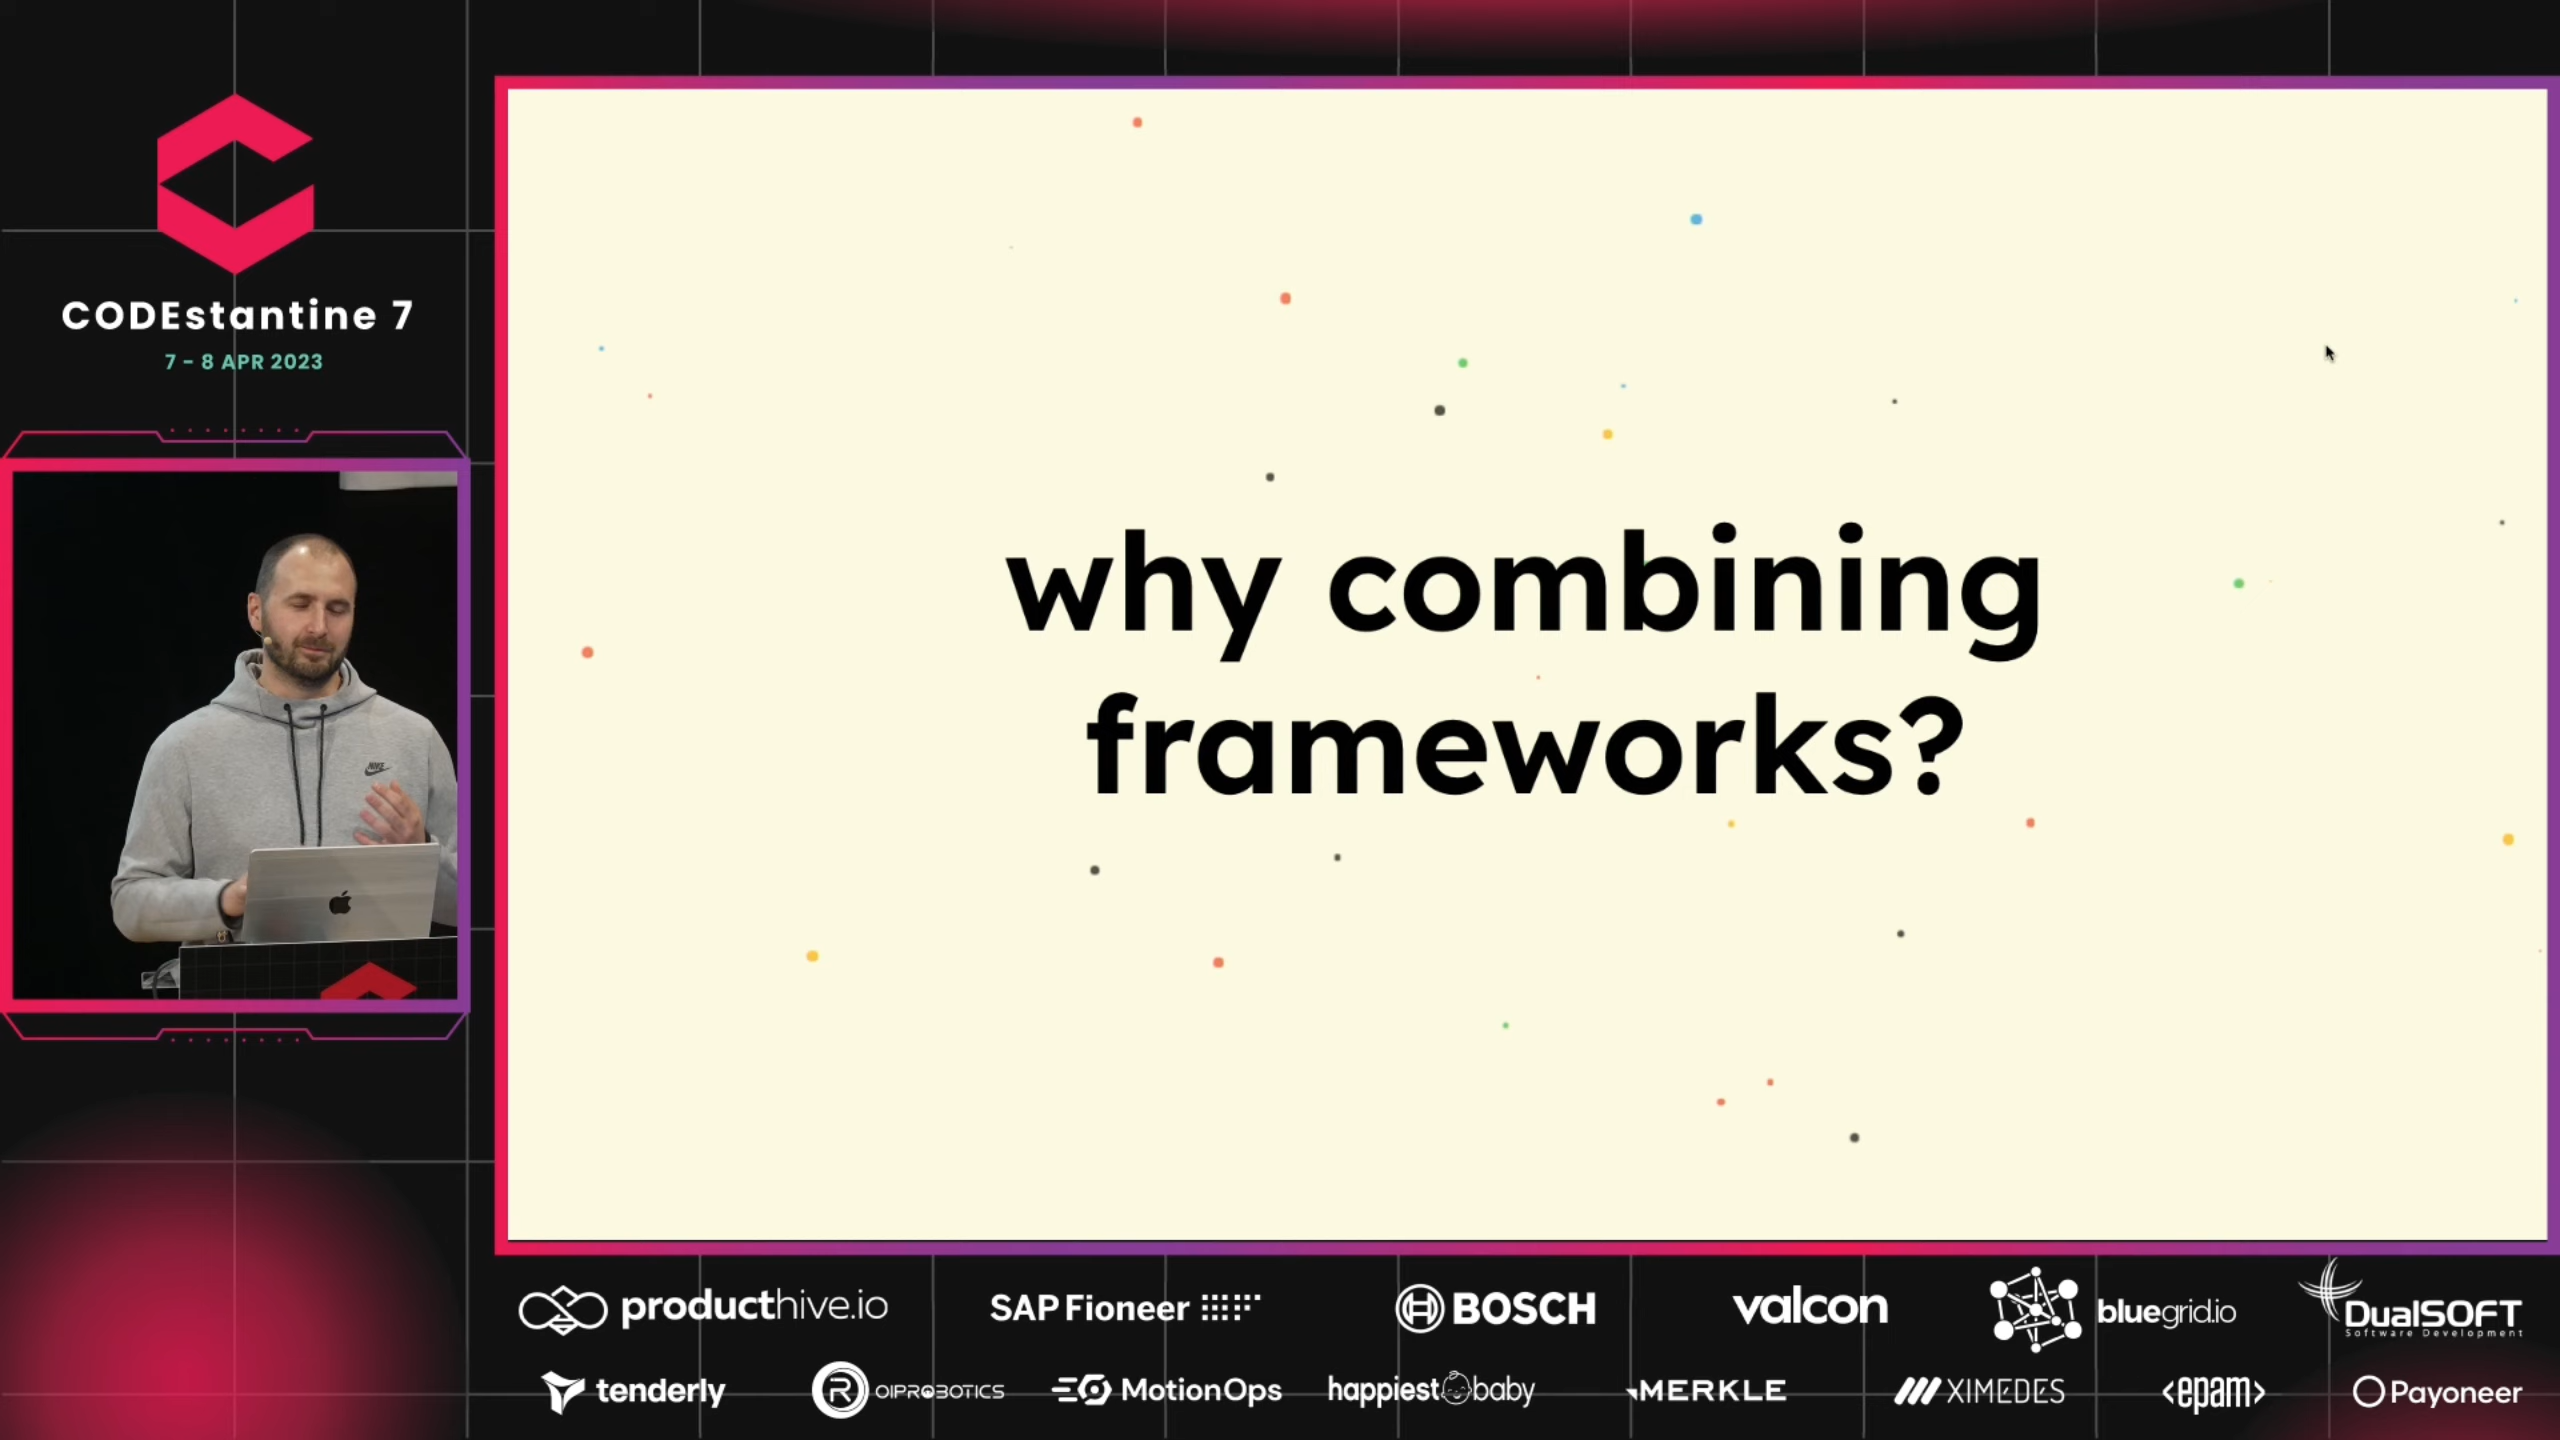 CODEstantine 7
7 - 8 APR 2023
NIKE
why combining
frameworks?
producthive.io
SAP Fioneer
BOSCH
valcon
bluegrid.io
DualSOFT
Software Development
tenderly
R
OIPROBOTICS
MotionOps
happiest baby
MERKLE
XIMEDES
<epam>
Payoneer